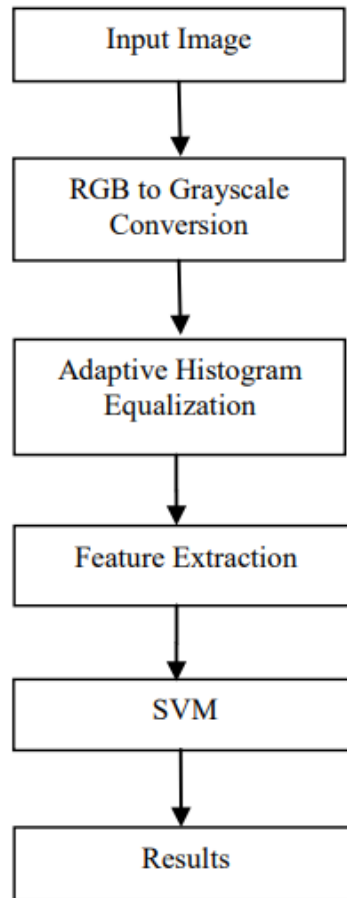 Input Image
RGB to Grayscale
Conversion
Adaptive Histogram
Equalization
Feature Extraction
SVM
Results